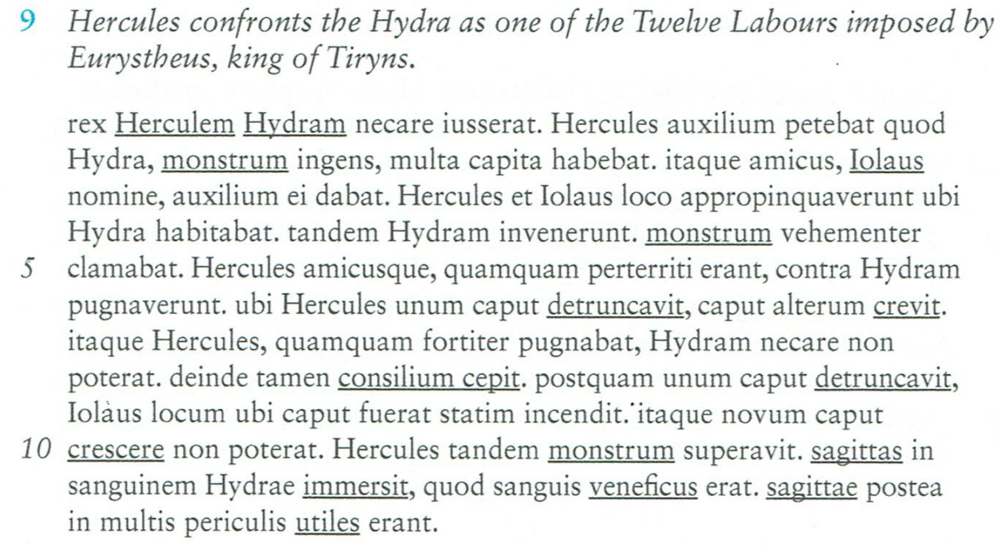 9 Hercules confronts the Hydra as one of the Twelve Labours imposed by
Eurystheus, king of Tiryns.
rex Herculem Hydram necare iusserat. Hercules auxilium petebat quod
Hydra, monstrum ingens, multa capita habebat. itaque amicus, Iolaus
nomine, auxilium ei dabat. Hercules et Iolaus loco appropinquaverunt ubi
Hydra habitabat. tandem Hydram invenerunt. monstrum vehementer
5 clamabat. Hercules amicusque, quamquam perterriti erant, contra Hydram
pugnaverunt. ubi Hercules unum caput detruncavit, caput alterum crevit.
itaque Hercules, quamquam fortiter pugnabat, Hydram necare non
poterat. deinde tamen consilium cepit. postquam unum caput detruncavit,
Iolaus locum ubi caput fuerat statim incendit. itaque novum caput
10 crescere non poterat. Hercules tandem monstrum superavit. sagittas in
sanguinem Hydrae immersit, quod sanguis veneficus erat. sagittae postea
in multis periculis utiles erant.